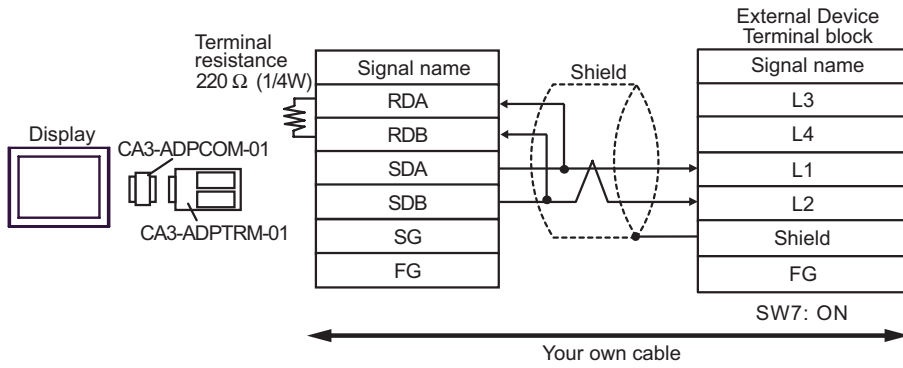 External Device
Terminal block
Terminal
resistance
220 Ω (1/4W)
Signal name
Shield
Signal name
RDA
L3
RDB
L4
Display
CA3-ADPCOM-01
SDA
L1
SDB
L2
CA3-ADPTRM-01
SG
Shield
FG
FG
SW7: ON
Your own cable